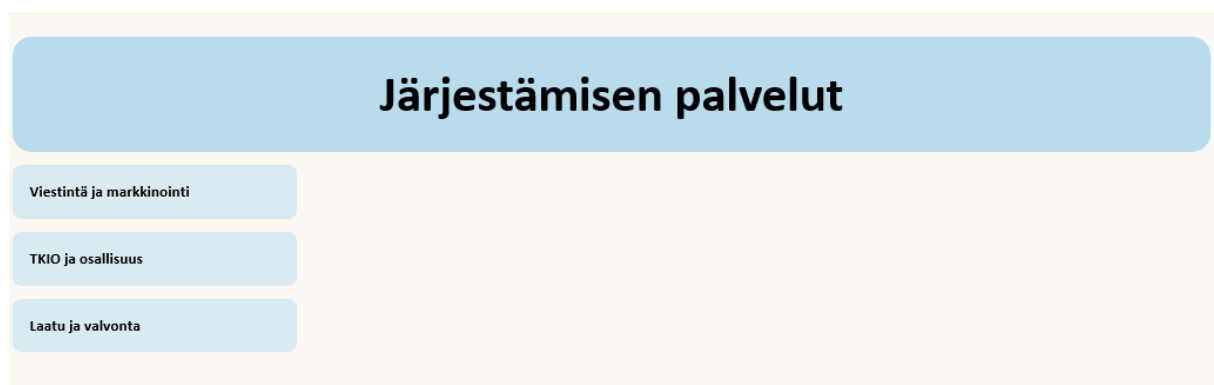 Järjestämisen palvelut
Viestintä ja markkinointi
TKIO ja osallisuus
Laatu ja valvonta